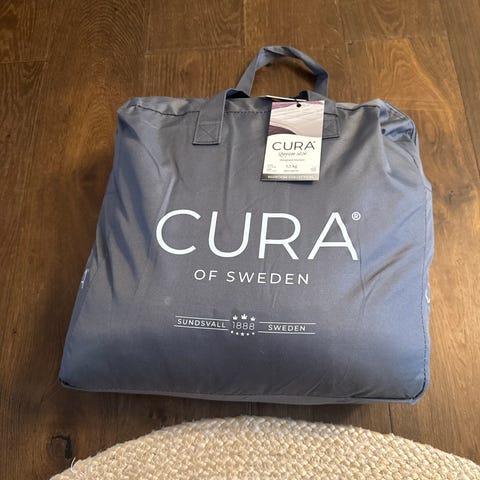 CURA®
CURA®
OF SWEDEN
SUNDSVALL 1888 SWEDEN